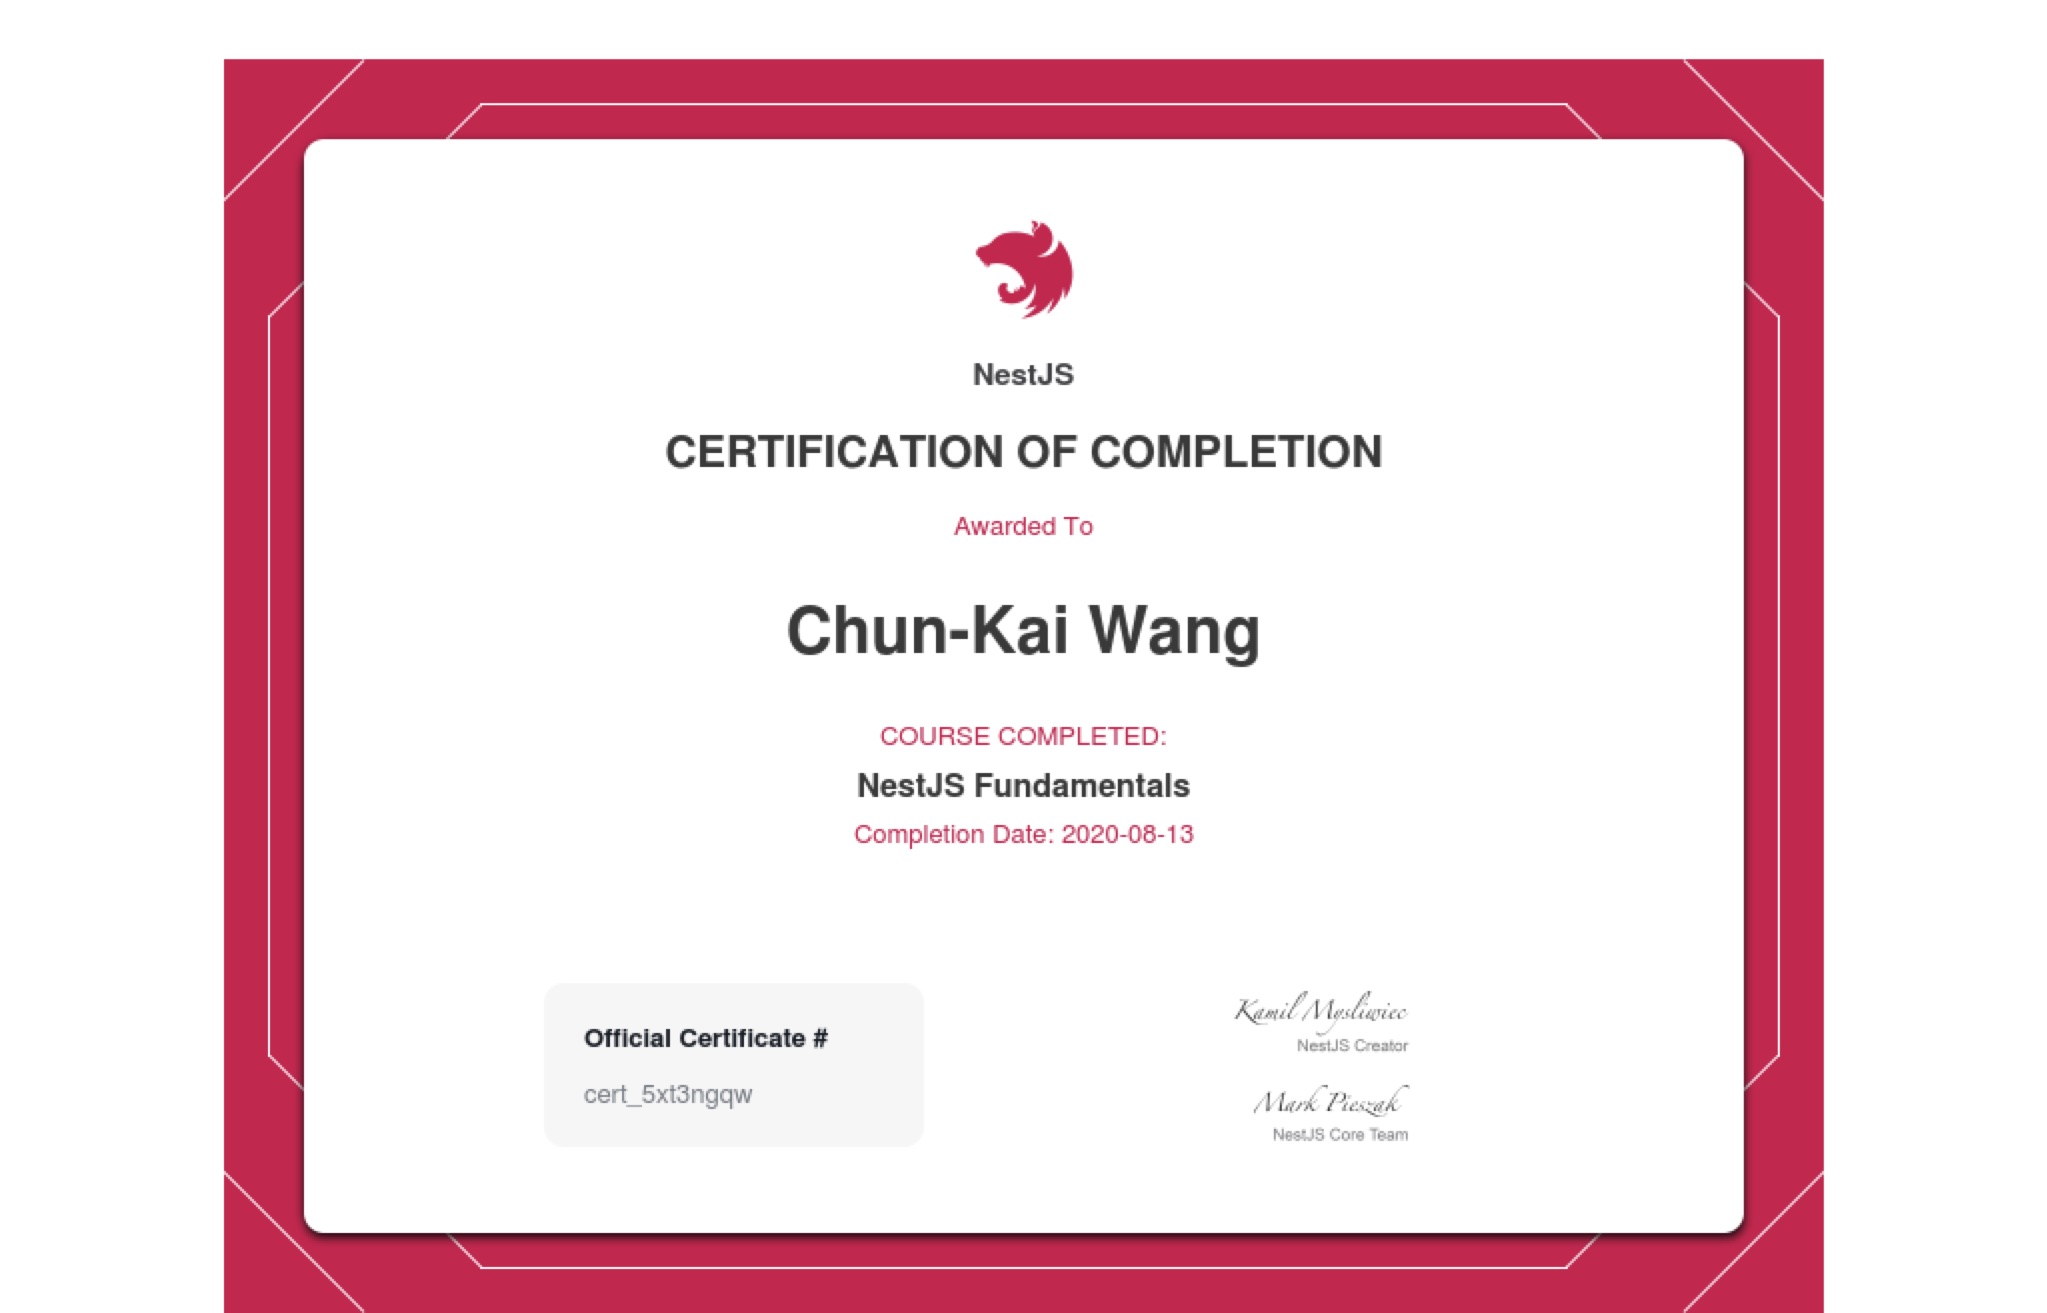 NestJS
CERTIFICATION OF COMPLETION
Awarded To
Chun-Kai Wang
COURSE COMPLETED:
NestJS Fundamentals
Completion Date: 2020-08-13
Official Certificate #
cert_5xt3ngqw
Kamil Mysliwiec
NestJS Creator
Mark Pieszak
NestJS Core Team